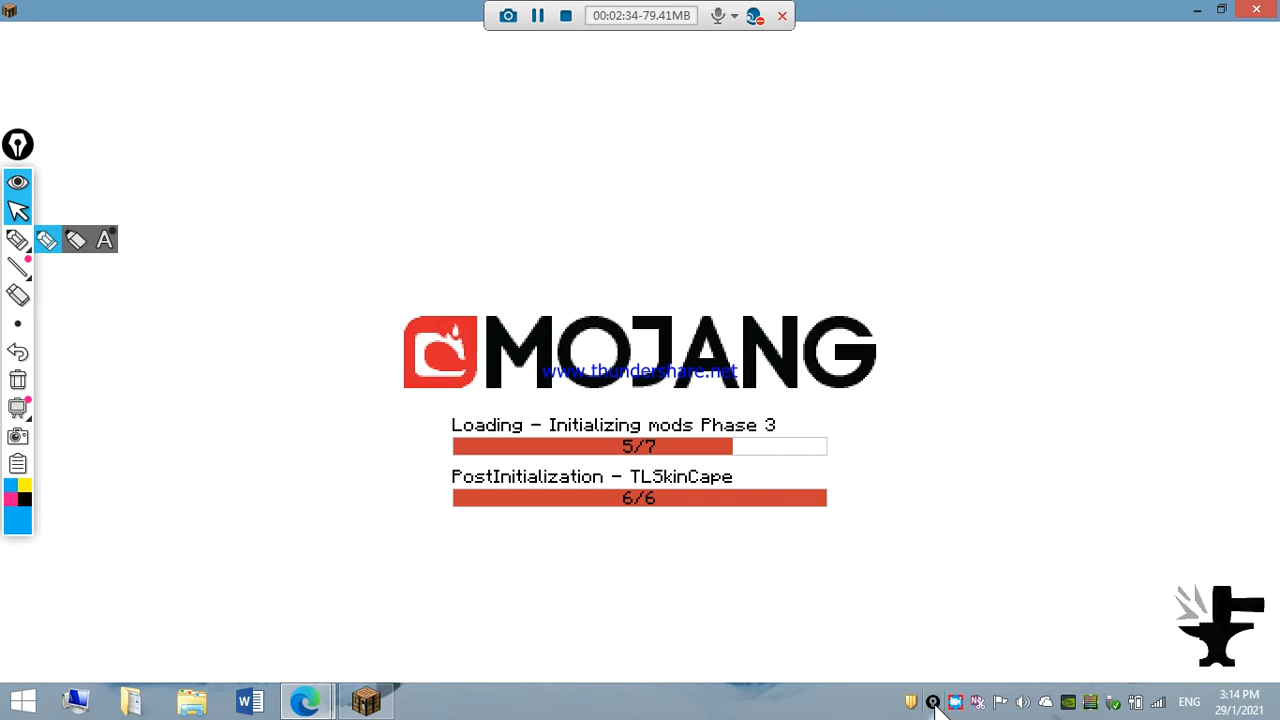 00:02:34-79.41MB
A
MOJANG
www.thundershare.net
Loading - Initializing mods Phase 3
5/7
PostInitialization - TLSkinCape
6/6
ENG
3:14 PM
29/1/2021